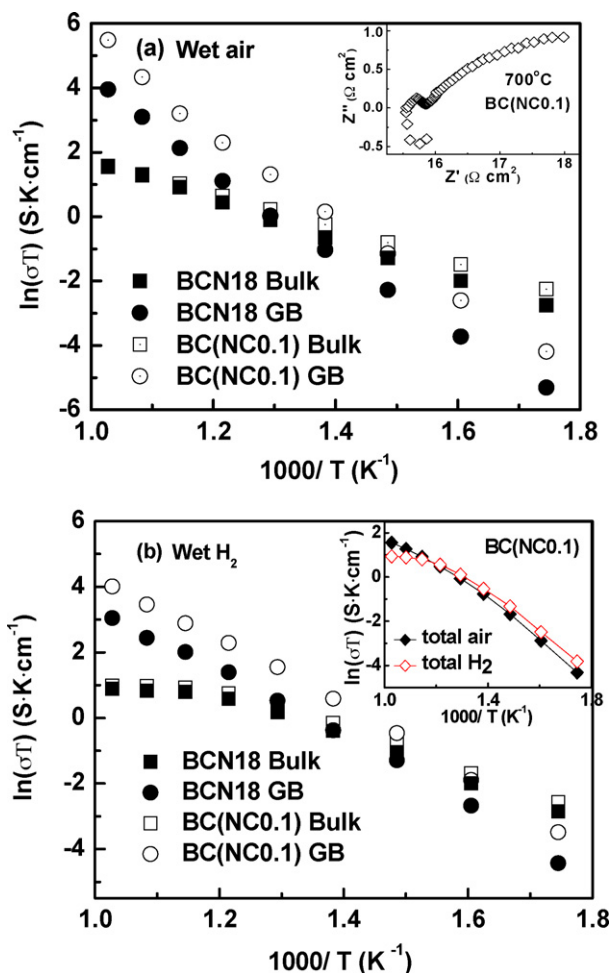 (a) Wet air
ln(σT) (S·K·cm⁻¹)
6
4
2
0
-2
-4
-6
1.0 1.2 1.4 1.6 1.8
1000/ T (K⁻¹)
BCN18 Bulk
BCN18 GB
BC(NC0.1) Bulk
BC(NC0.1) GB
Z'' (Ω cm²)
1.0
0.5
0.0
-0.5
16 17 18
Z' (Ω cm²)
700°C
BC(NC0.1)
(b) Wet H₂
ln(σT) (S·K·cm⁻¹)
6
4
2
0
-2
-4
1.0 1.2 1.4 1.6 1.8
1000/ T (K⁻¹)
BCN18 Bulk
BCN18 GB
BC(NC0.1) Bulk
BC(NC0.1) GB
BC(NC0.1)
ln(σT) (S·K·cm⁻¹)
2
0
-2
-4
total air
total H₂
1.0 1.2 1.4 1.6 1.8
1000/ T (K⁻¹)